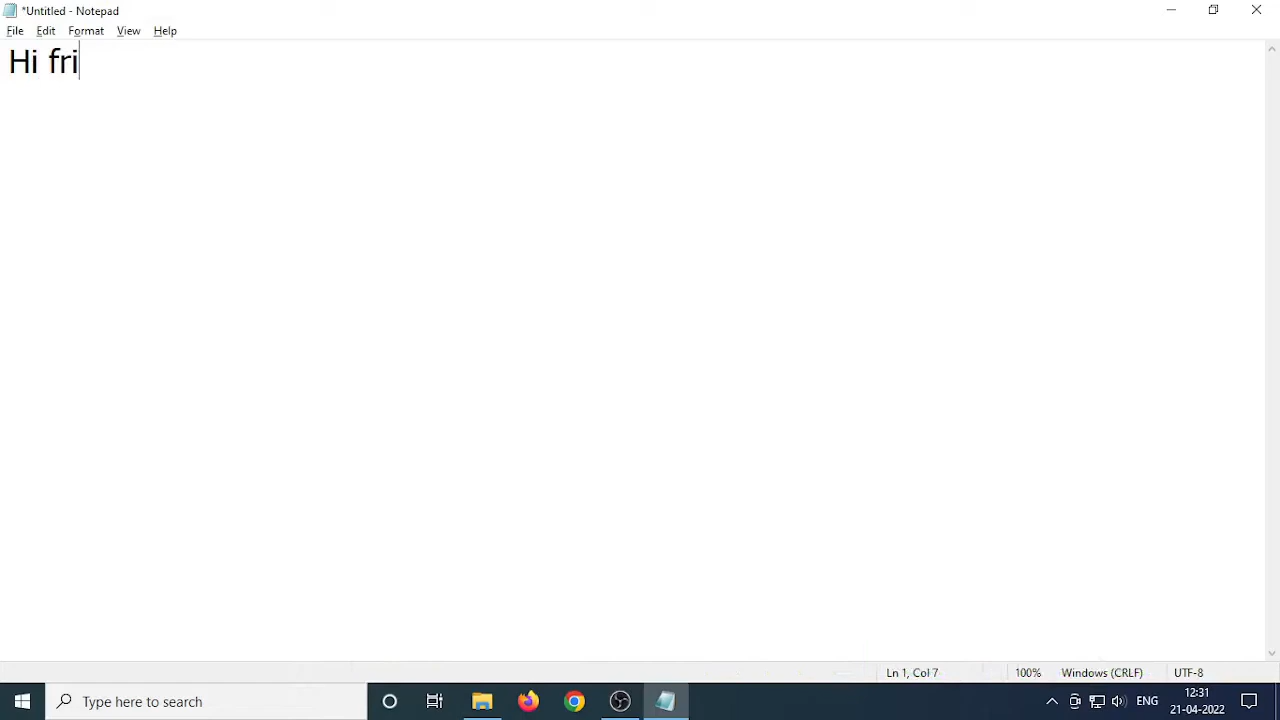 *Untitled - Notepad
File Edit Format View Help
Hi fri
Ln 1, Col 7 100% Windows (CRLF) UTF-8
Type here to search
ENG
12:31
21-04-2022